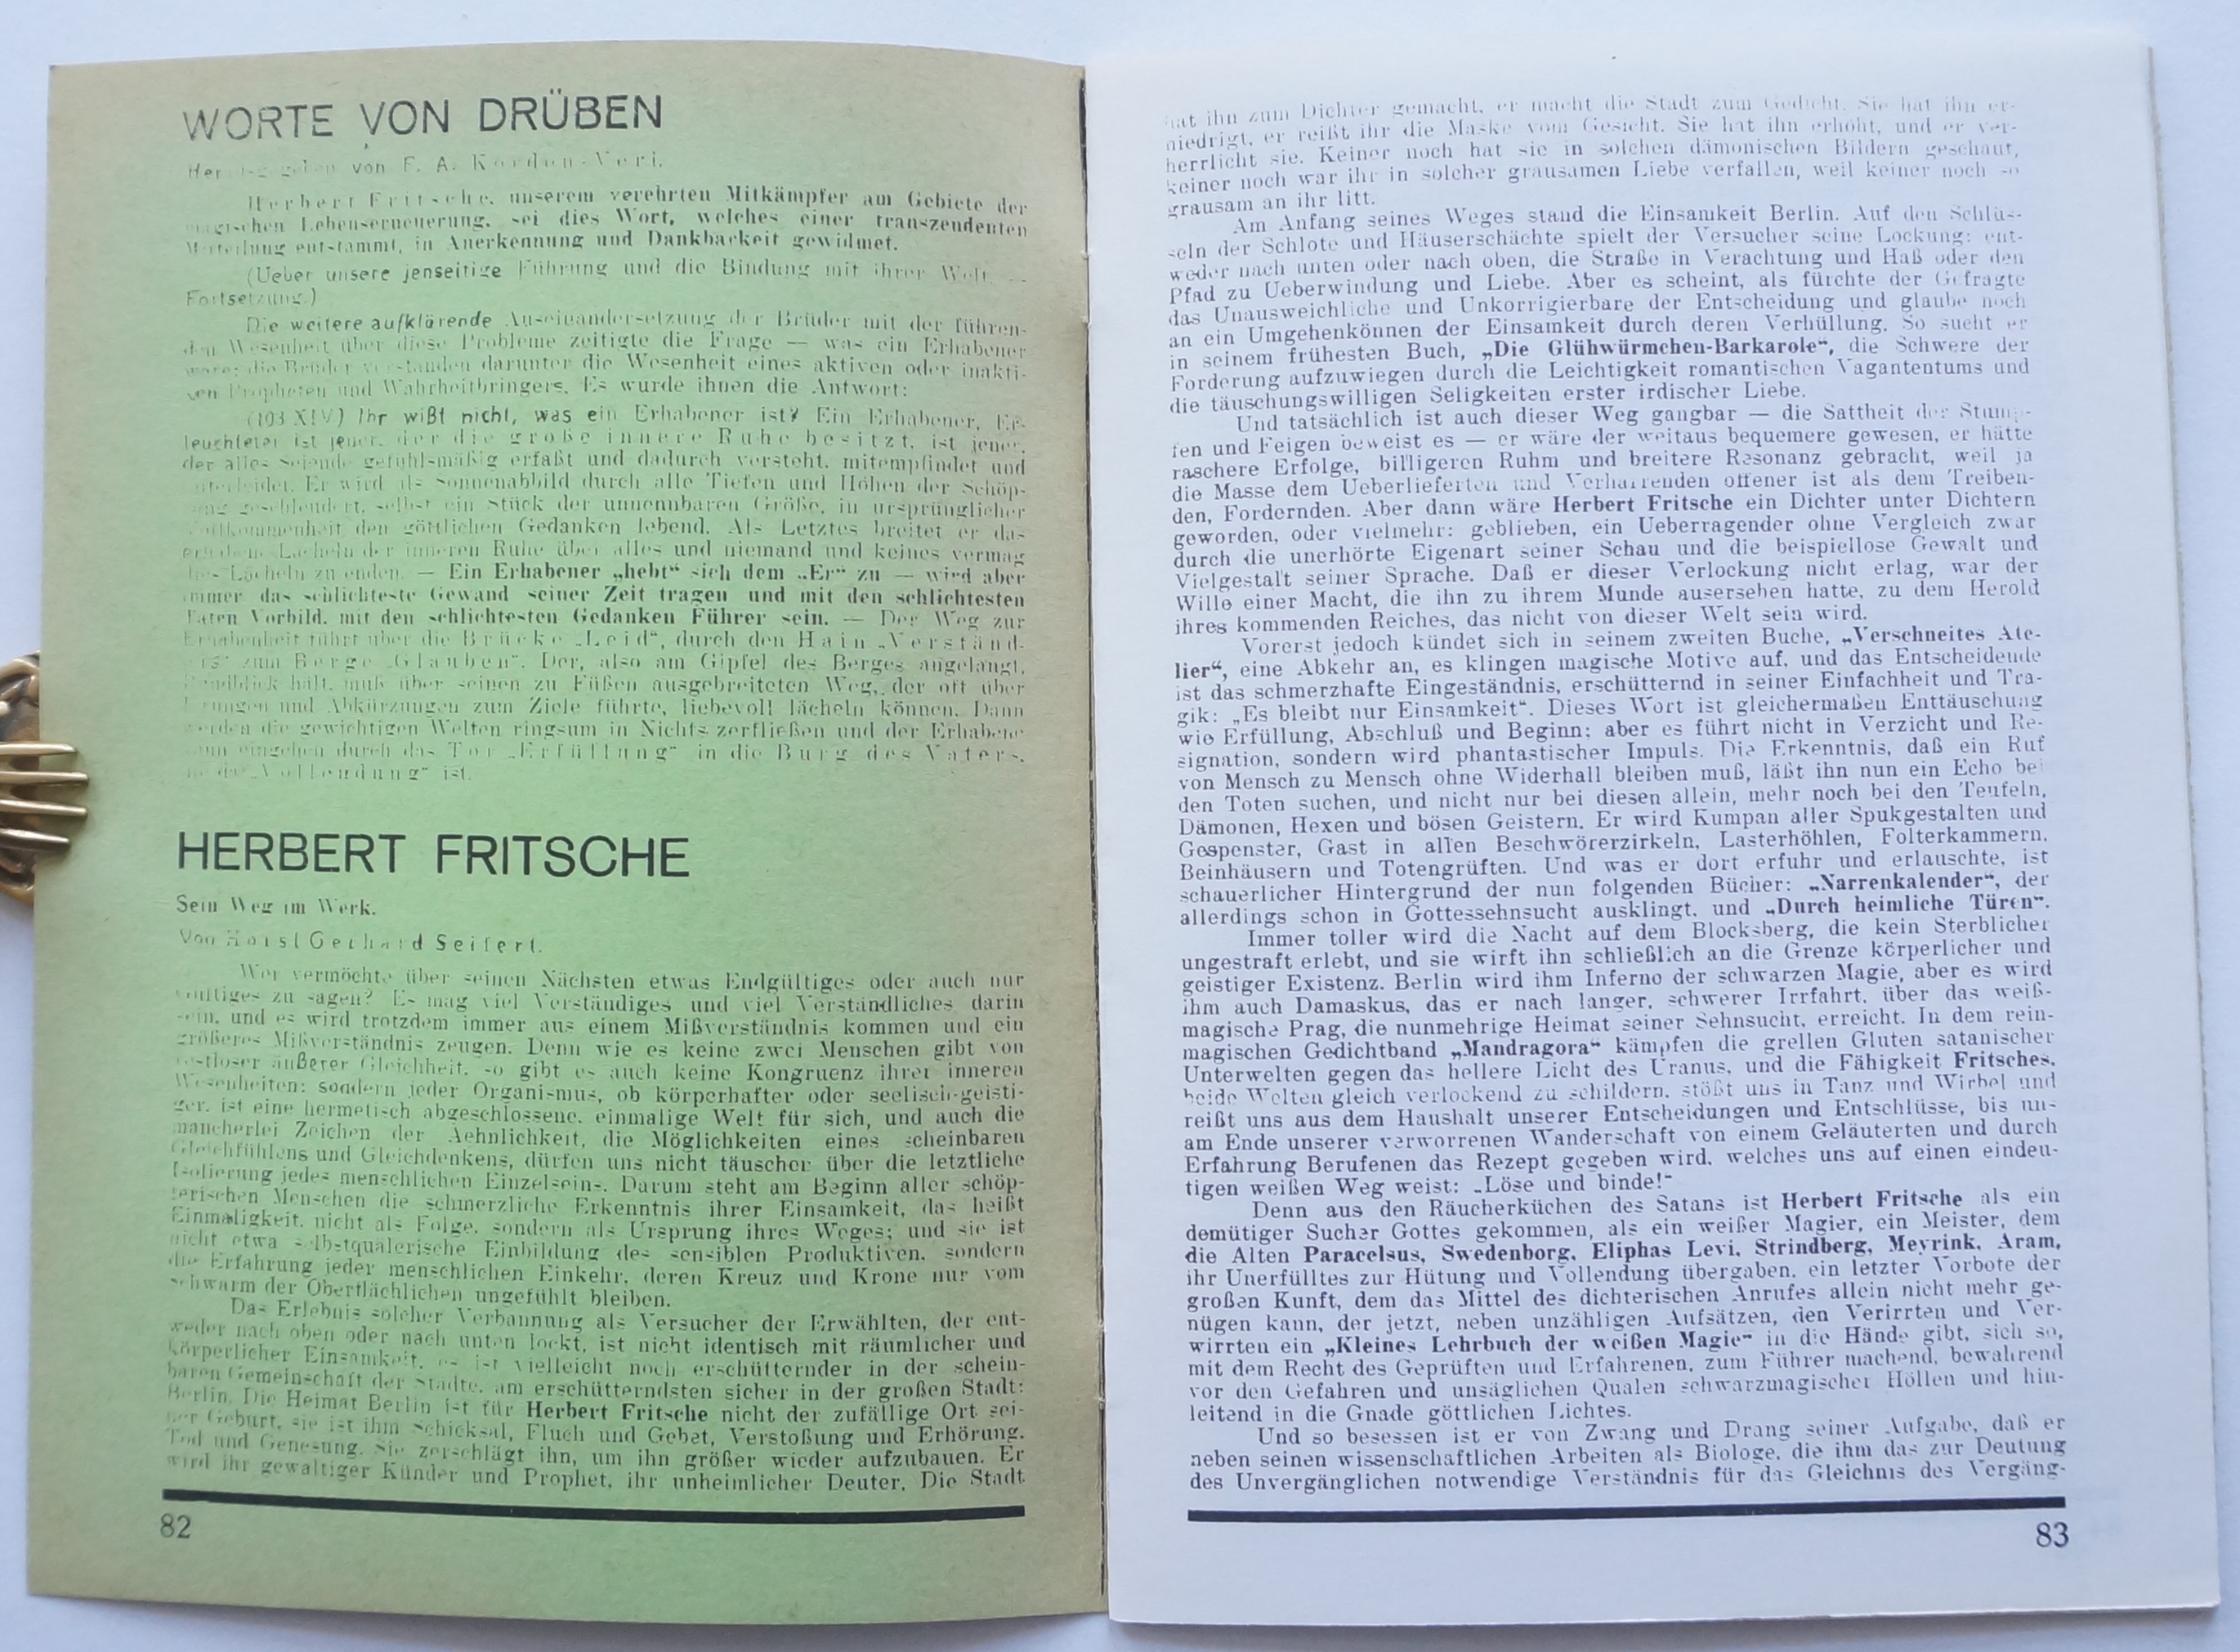 WORTE VON DRÜBEN
Herausgegeben von F. A. Kordon-Veri.
Herbert Fritsche, unserem verehrten Mitkämpfer am Gebiete der
magischen Lebenserneuerung, sei dies Wort, welches einer transzendenten
Mitteilung entstammt, in Anerkennung und Dankbarkeit gewidmet.
(Ueber unsere jenseitige Führung und die Bindung mit ihrer Welt. —
Fortsetzung.)
Die weitere aufklärende Auseinandersetzung der Brüder mit der führen-
den Wesenheit über diese Probleme zeitigte die Frage — was ein Erhabener
wäre; die Brüder verstanden darunter die Wesenheit eines aktiven oder inakti-
ven Propheten und Wahrheitbringers. Es wurde ihnen die Antwort:
(103 XIV) Ihr wißt nicht, was ein Erhabener ist? Ein Erhabener, Er-
leuchteter ist jener, der die große innere Ruhe besitzt, ist jener,
der alles Seiende gefühlsmäßig erfaßt und dadurch versteht, mitempfindet und
miterleidet. Er wird als Sonnenabbild durch alle Tiefen und Höhen der Schöp-
fung geschleudert, selbst ein Stück der unnennbaren Größe, in ursprünglicher
Vollkommenheit den göttlichen Gedanken lebend. Als Letztes breitet er das
Lächeln der inneren Ruhe über alles und niemand und keines vermag
dies Lächeln zu enden. — Ein Erhabener „hebt“ sich dem „Er“ zu — wird aber
immer das schlichteste Gewand seiner Zeit tragen und mit den schlichtesten
Taten Vorbild, mit den schlichtesten Gedanken Führer sein. — Der Weg zur
Erhabenheit führt über die Brücke „Leid“, durch den Hain „Verständ-
nis“ zum Berge „Glauben“. Der, also am Gipfel des Berges angelangt,
Rundblick hält, muß über seinen zu Füßen ausgebreiteten Weg, der oft über
Irrungen und Abkürzungen zum Ziele führte, liebevoll lächeln können. Dann
werden die gewichtigen Welten ringsum in Nichts zerfließen und der Erhabene
kann eingehen durch das Tor „Erfüllung“ in die Burg des Vaters,
in der „Vollendung“ ist.
HERBERT FRITSCHE
Sein Weg im Werk.
Von Horst Gerhard Seifert.
Wer vermöchte über seinen Nächsten etwas Endgültiges oder auch nur
Gültiges zu sagen? Es mag viel Verständiges und viel Verständliches darin
sein, und es wird trotzdem immer aus einem Mißverständnis kommen und ein
größeres Mißverständnis zeugen. Denn wie es keine zwei Menschen gibt von
restloser äußerer Gleichheit, so gibt es auch keine Kongruenz ihrer inneren
Wesenheiten; sondern jeder Organismus, ob körperhafter oder seelisch-geisti-
ger, ist eine hermetisch abgeschlossene, einmalige Welt für sich, und auch die
mancherlei Zeichen der Aehnlichkeit, die Möglichkeiten eines scheinbaren
Gleichfühlens und Gleichdenkens, dürfen uns nicht täuschen über die letztliche
Isolierung jedes menschlichen Einzelseins. Darum steht am Beginn aller schöp-
ferischen Menschen die schmerzliche Erkenntnis ihrer Einsamkeit, das heißt
Einmaligkeit, nicht als Folge, sondern als Ursprung ihres Weges; und sie ist
nicht etwa selbstquälerische Einbildung des sensiblen Produktiven, sondern
die Erfahrung jeder menschlichen Einkehr, deren Kreuz und Krone nur vom
Schwarm der Oberflächlichen ungefühlt bleiben.
Das Erlebnis solcher Verbannung als Versucher der Erwählten, der ent-
weder nach oben oder nach unten lockt, ist nicht identisch mit räumlicher und
körperlicher Einsamkeit, es ist vielleicht noch erschütternder in der schein-
baren Gemeinschaft der Städte, am erschütterndsten sicher in der großen Stadt:
Berlin. Die Heimat Berlin ist für Herbert Fritsche nicht der zufällige Ort sei-
ner Geburt, sie ist ihm Schicksal, Fluch und Gebet, Verstoßung und Erhörung,
Tod und Genesung. Sie zerschlägt ihn, um ihn größer wieder aufzubauen. Er
wird ihr gewaltiger Künder und Prophet, ihr unheimlicher Deuter. Die Stadt
82
hat ihn zum Dichter gemacht, er macht die Stadt zum Gedicht. Sie hat ihn er-
niedrigt, er reißt ihr die Maske vom Gesicht. Sie hat ihn erhöht, und er ver-
herrlicht sie. Keiner noch hat sie in solchen dämonischen Bildern geschaut,
keiner noch war ihr in solcher grausamen Liebe verfallen, weil keiner noch so
grausam an ihr litt.
Am Anfang seines Weges stand die Einsamkeit Berlin. Auf den Schlüs-
seln der Schlote und Häuserschächte spielt der Versucher seine Lockung: ent-
weder nach unten oder nach oben, die Straße in Verachtung und Haß oder den
Pfad zu Ueberwindung und Liebe. Aber es scheint, als fürchte der Gefragte
das Unausweichliche und Unkorrigierbare der Entscheidung und glaube noch
an ein Umgehenkönnen der Einsamkeit durch deren Verhüllung. So sucht er
in seinem frühesten Buch, „Die Glühwürmchen-Barkarole“, die Schwere der
Forderung aufzuwiegen durch die Leichtigkeit romantischen Vagantentums und
die täuschungswilligen Seligkeiten erster irdischer Liebe.
Und tatsächlich ist auch dieser Weg gangbar — die Sattheit der Stump-
fen und Feigen beweist es — er wäre der weitaus bequemere gewesen, er hätte
raschere Erfolge, billigeren Ruhm und breitere Resonanz gebracht, weil ja
die Masse dem Ueberlieferten und Verharrenden offener ist als dem Treiben-
den, Fordernden. Aber dann wäre Herbert Fritsche ein Dichter unter Dichtern
geworden, oder vielmehr: geblieben, ein Ueberragender ohne Vergleich zwar
durch die unerhörte Eigenart seiner Schau und die beispiellose Gewalt und
Vielgestalt seiner Sprache. Daß er dieser Verlockung nicht erlag, war der
Wille einer Macht, die ihn zu ihrem Munde ausersehen hatte, zu dem Herold
ihres kommenden Reiches, das nicht von dieser Welt sein wird.
Vorerst jedoch kündet sich in seinem zweiten Buche, „Verschneites Ate-
lier“, eine Abkehr an, es klingen magische Motive auf, und das Entscheidende
ist das schmerzhafte Eingeständnis, erschütternd in seiner Einfachheit und Tra-
gik: „Es bleibt nur Einsamkeit“. Dieses Wort ist gleichermaßen Enttäuschung
wie Erfüllung, Abschluß und Beginn; aber es führt nicht in Verzicht und Re-
signation, sondern wird phantastischer Impuls. Die Erkenntnis, daß ein Ruf
von Mensch zu Mensch ohne Widerhall bleiben muß, läßt ihn nun ein Echo bei
den Toten suchen, und nicht nur bei diesen allein, mehr noch bei den Teufeln,
Dämonen, Hexen und bösen Geistern. Er wird Kumpan aller Spukgestalten und
Gespenster, Gast in allen Beschwörerzirkeln, Lasterhöhlen, Folterkammern,
Beinhäusern und Totengrüften. Und was er dort erfuhr und erlauschte, ist
schauerlicher Hintergrund der nun folgenden Bücher: „Narrenkalender“, der
allerdings schon in Gottessehnsucht ausklingt, und „Durch heimliche Türen“.
Immer toller wird die Nacht auf dem Blocksberg, die kein Sterblicher
ungestraft erlebt, und sie wirft ihn schließlich an die Grenze körperlicher und
geistiger Existenz. Berlin wird ihm Inferno der schwarzen Magie, aber es wird
ihm auch Damaskus, das er nach langer, schwerer Irrfahrt, über das weiß-
magische Prag, die nunmehrige Heimat seiner Sehnsucht, erreicht. In dem rein-
magischen Gedichtband „Mandragora“ kämpfen die grellen Gluten satanischer
Unterwelten gegen das hellere Licht des Uranus, und die Fähigkeit Fritsches,
beide Welten gleich verlockend zu schildern, stößt uns in Tanz und Wirbel und
reißt uns aus dem Haushalt unserer Entscheidungen und Entschlüsse, bis uns
am Ende unserer verworrenen Wanderschaft von einem Geläuterten und durch
Erfahrung Berufenen das Rezept gegeben wird, welches uns auf einen eindeu-
tigen weißen Weg weist: „Löse und binde!“
Denn aus den Räucherküchen des Satans ist Herbert Fritsche als ein
demütiger Sucher Gottes gekommen, als ein weißer Magier, ein Meister, dem
die Alten Paracelsus, Swedenborg, Eliphas Levi, Strindberg, Meyrink, Aram,
ihr Unerfülltes zur Hütung und Vollendung übergaben, ein letzter Vorbote der
großen Kunft, dem das Mittel des dichterischen Anrufes allein nicht mehr ge-
nügen kann, der jetzt, neben unzähligen Aufsätzen, den Verirrten und Ver-
wirrten ein „Kleines Lehrbuch der weißen Magie“ in die Hände gibt, sich so,
mit dem Recht des Geprüften und Erfahrenen, zum Führer machend, bewahrend
vor den Gefahren und unsäglichen Qualen schwarzmagischer Höllen und hin-
leitend in die Gnade göttlichen Lichtes.
Und so besessen ist er von Zwang und Drang seiner Aufgabe, daß er
neben seinen wissenschaftlichen Arbeiten als Biologe, die ihm das zur Deutung
des Unvergänglichen notwendige Verständnis für das Gleichnis des Vergäng-
83